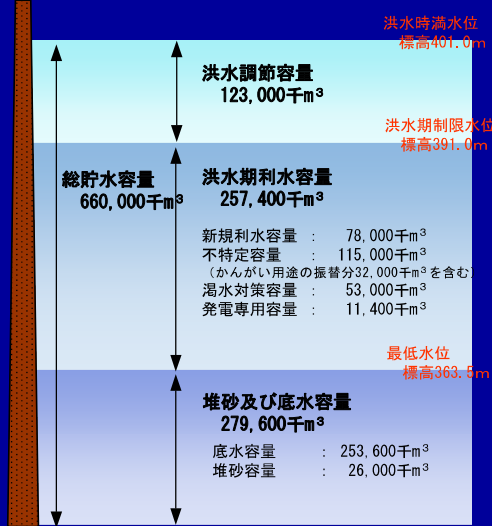 洪水時満水位
標高401.0m
洪水調節容量
123,000千m³
洪水期制限水位
標高391.0m
総貯水容量
660,000千m³
洪水期利水容量
257,400千m³
新規利水容量 : 78,000千m³
不特定容量 : 115,000千m³
(かんがい用途の振替分32,000千m³を含む)
渇水対策容量 : 53,000千m³
発電専用容量 : 11,400千m³
最低水位
標高363.5m
堆砂及び底水容量
279,600千m³
底水容量 : 253,600千m³
堆砂容量 : 26,000千m³